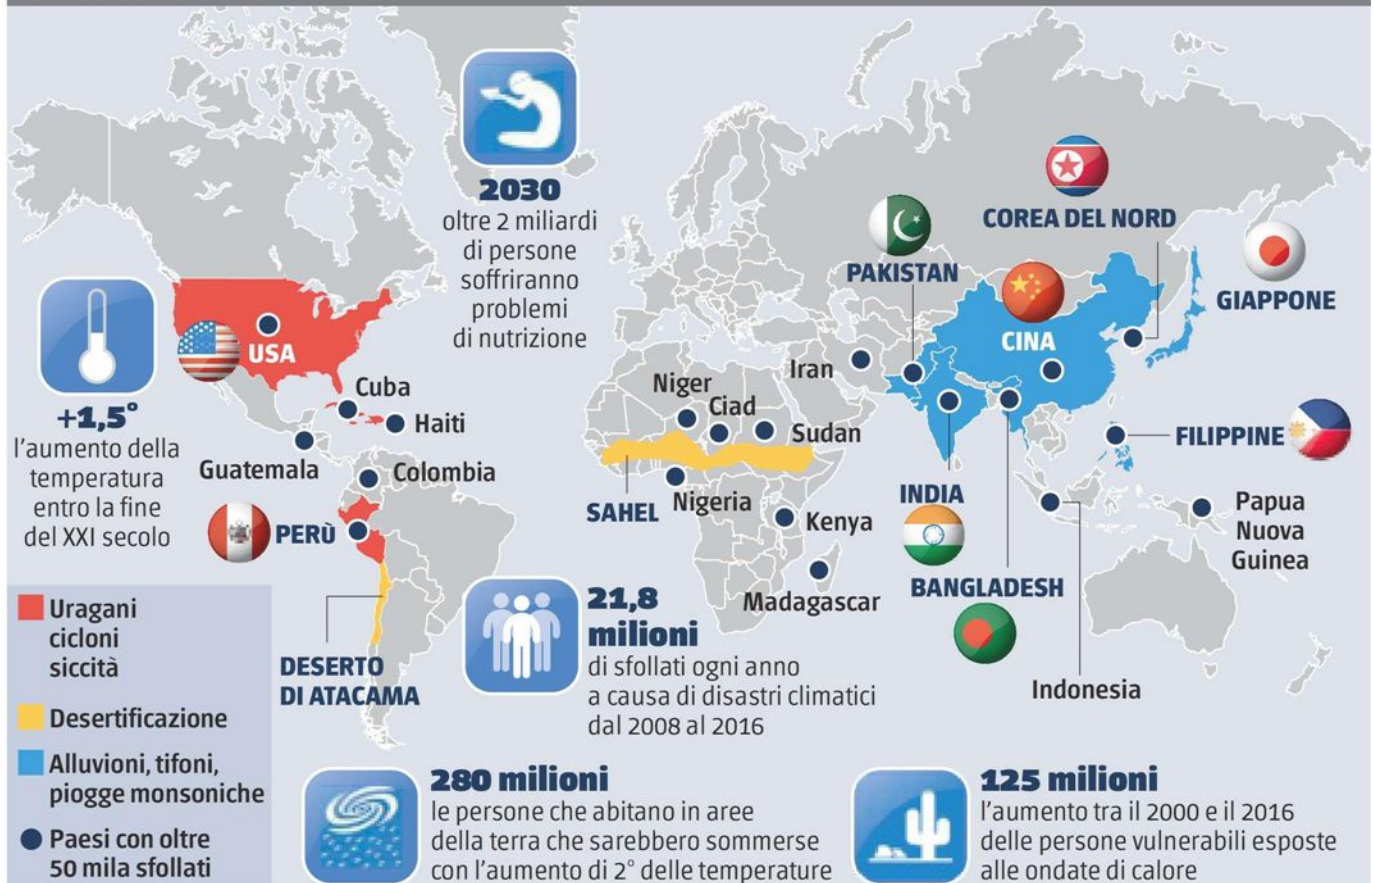 2030
oltre 2 miliardi
di persone
soffriranno
problemi
di nutrizione
COREA DEL NORD
PAKISTAN
GIAPPONE
CINA
USA
+1,5°
l'aumento della
temperatura
entro la fine
del XXI secolo
Cuba
Haiti
Guatemala
Colombia
PERÙ
Iran
Niger
Ciad
Sudan
SAHEL
Nigeria
Kenya
Madagascar
FILIPPINE
INDIA
BANGLADESH
Papua
Nuova
Guinea
Indonesia
DESERTO
DI ATACAMA
21,8
milioni
di sfollati ogni anno
a causa di disastri climatici
dal 2008 al 2016
Uragani
cicloni
siccità
Desertificazione
Alluvioni, tifoni,
piogge monsoniche
Paesi con oltre
50 mila sfollati
280 milioni
le persone che abitano in aree
della terra che sarebbero sommerse
con l'aumento di 2° delle temperature
125 milioni
l'aumento tra il 2000 e il 2016
delle persone vulnerabili esposte
alle ondate di calore